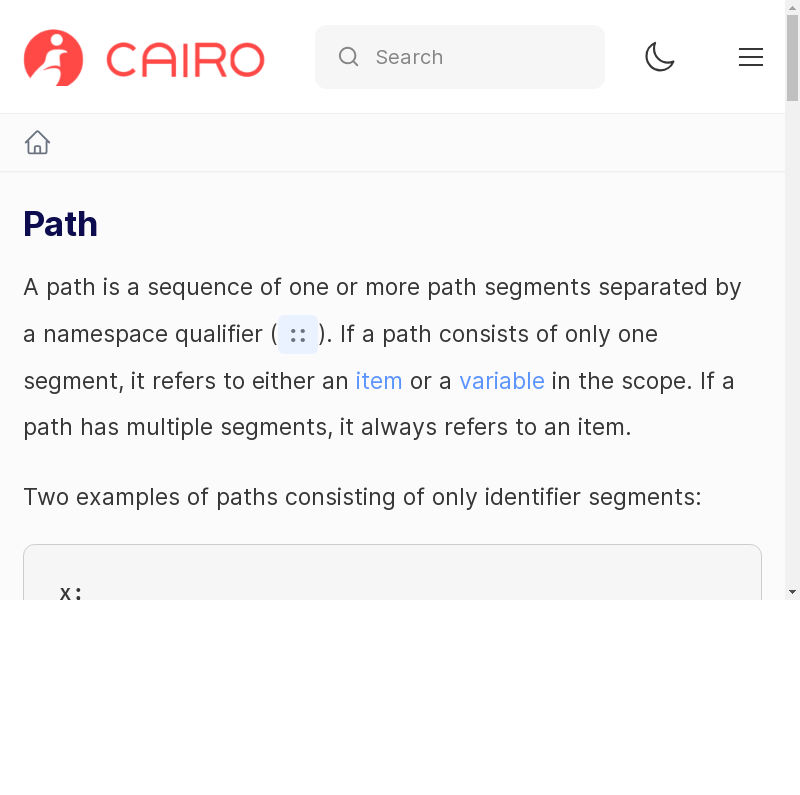 CAIRO
Search
Path
A path is a sequence of one or more path segments separated by
a namespace qualifier ( :: ). If a path consists of only one
segment, it refers to either an item or a variable in the scope. If a
path has multiple segments, it always refers to an item.
Two examples of paths consisting of only identifier segments:
x;